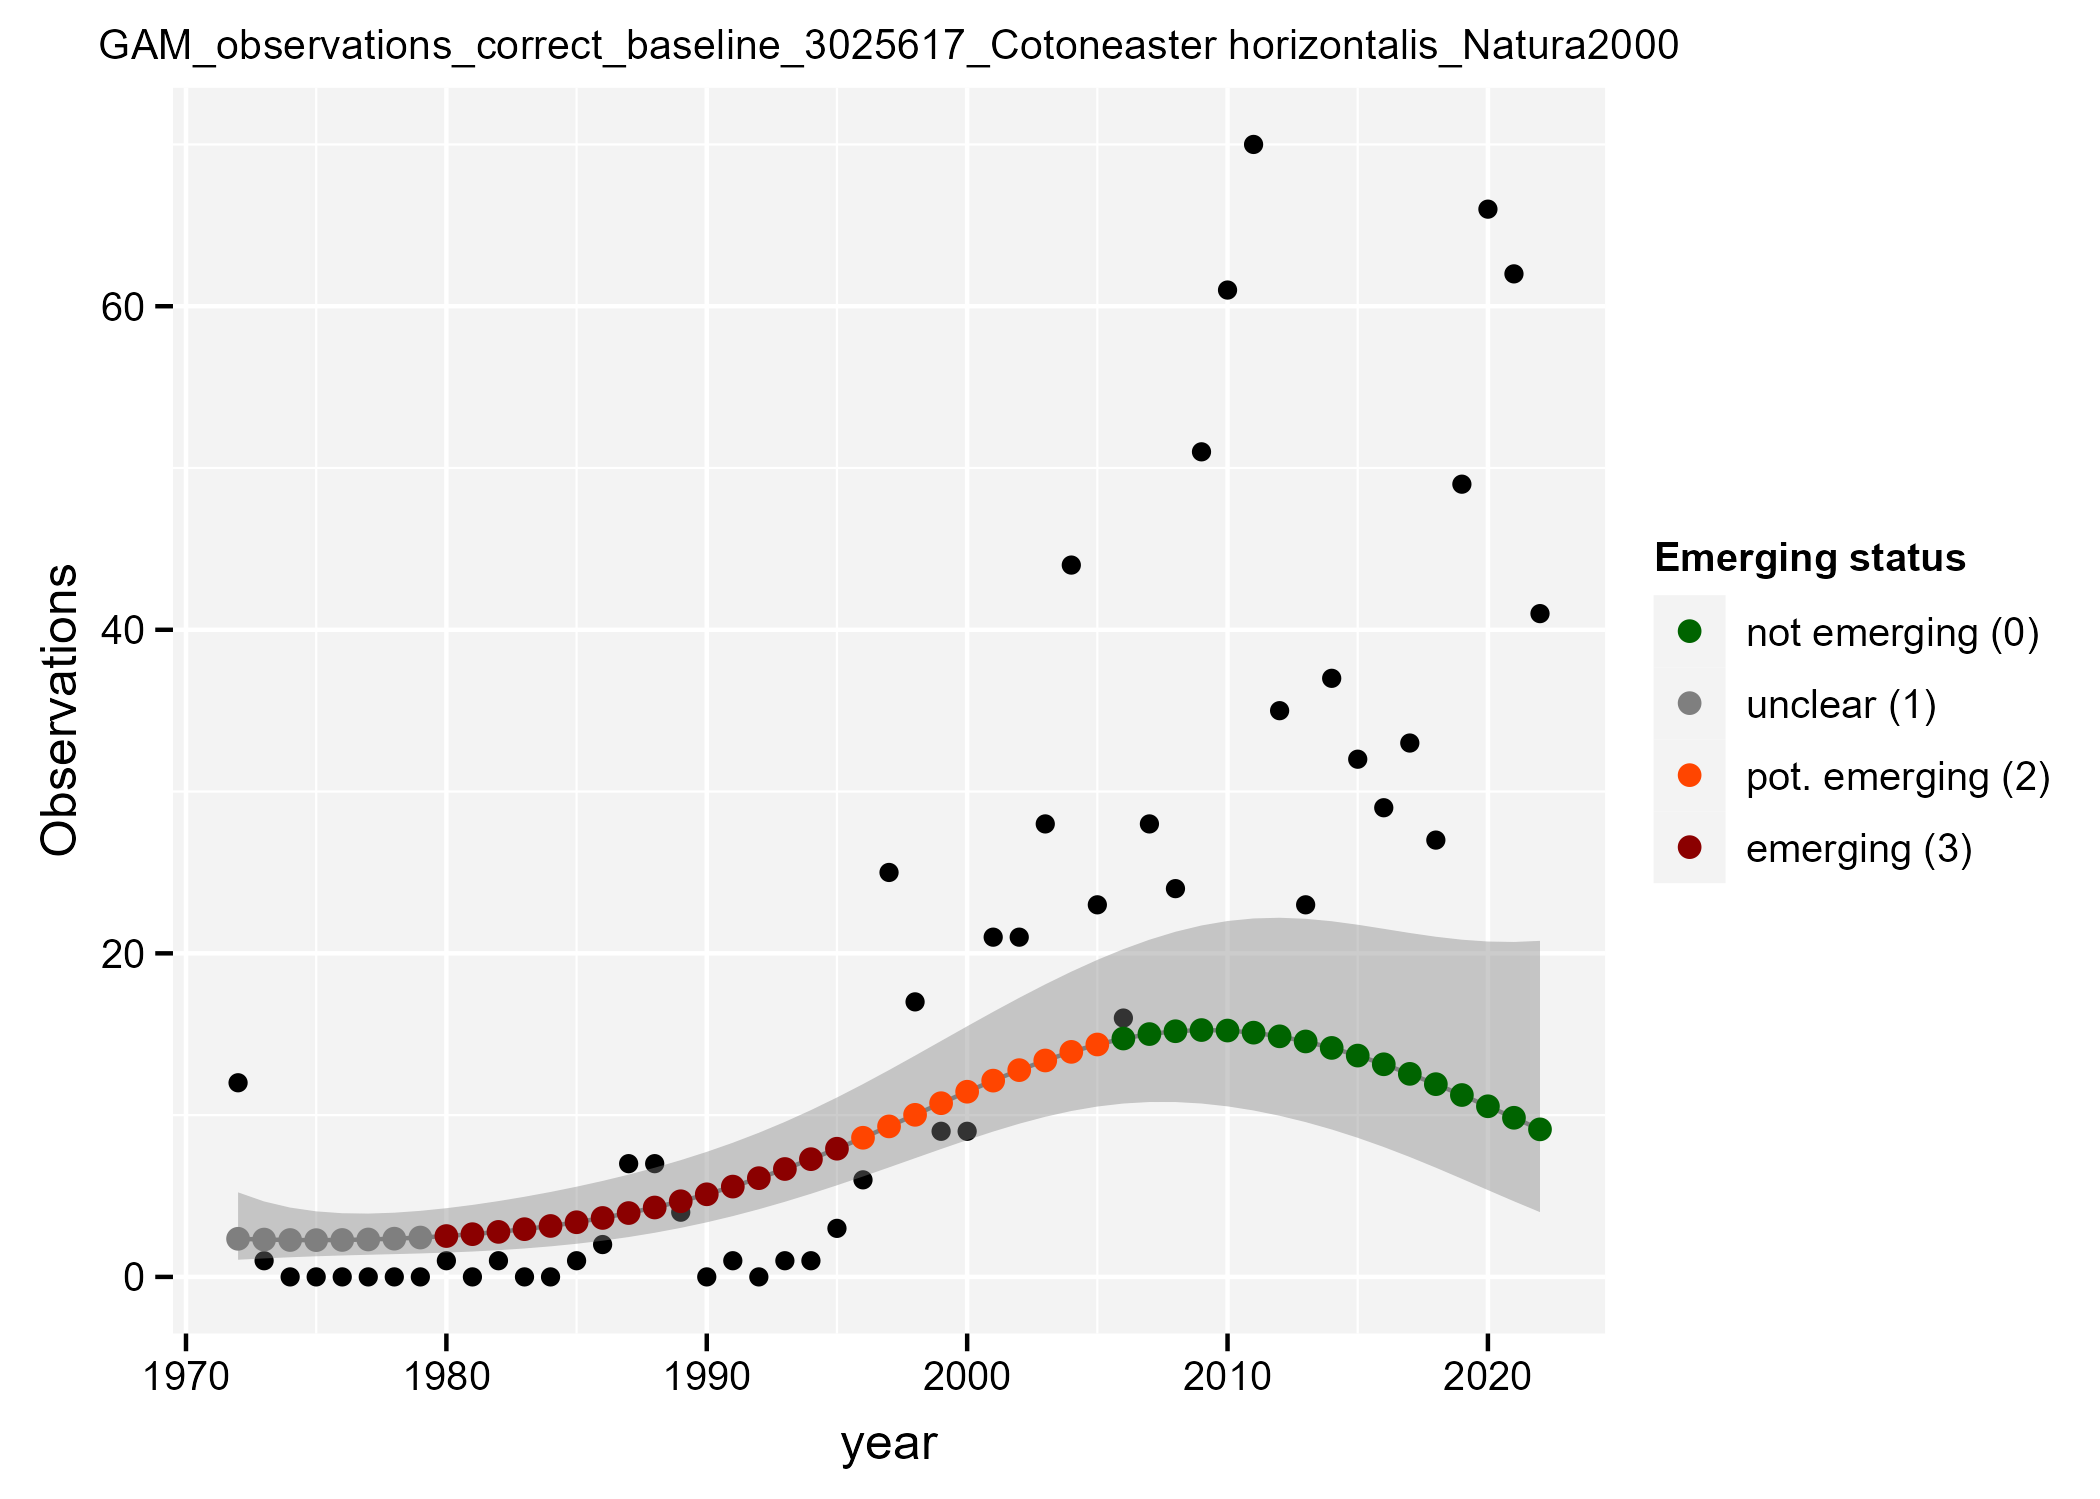 GAM_observations_correct_baseline_3025617_Cotoneaster horizontalis_Natura2000
Observations
60
40
20
0
1970 1980 1990 2000 2010 2020
year
Emerging status
not emerging (0)
unclear (1)
pot. emerging (2)
emerging (3)